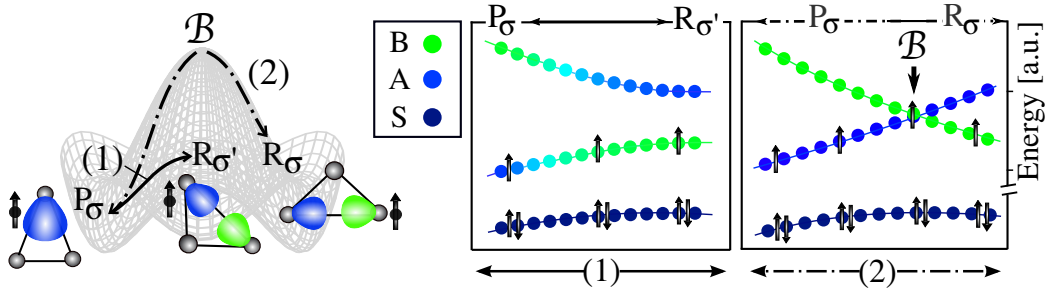 ℬ
(2)
(1)
R_σ'
R_σ
P_σ
B
A
S
P_σ
R_σ'
(1)
P_σ
R_σ
ℬ
Energy [a.u.]
(2)